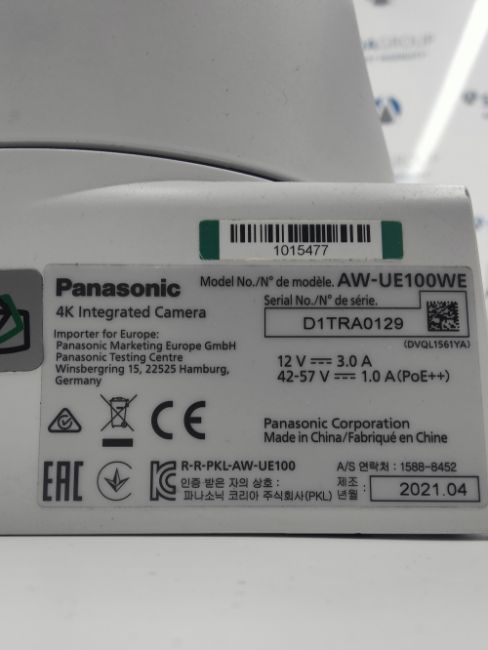 GROUP
1015477
Panasonic
Model No./N° de modèle. AW-UE100WE
4K Integrated Camera
Serial No./N° de série.
D1TRA0129
(DVQL1561YA)
Importer for Europe:
Panasonic Marketing Europe GmbH
Panasonic Testing Centre
Winsbergring 15, 22525 Hamburg,
Germany
12 V ⎓ 3.0 A
42-57 V ⎓ 1.0 A(PoE++)
CE
Panasonic Corporation
Made in China/Fabriqué en Chine
EAC
R-R-PKL-AW-UE100
인증 받은 자의 상호 :
파나소닉 코리아 주식회사(PKL)
A/S 연락처 : 1588-8452
제조
년월 : 2021.04